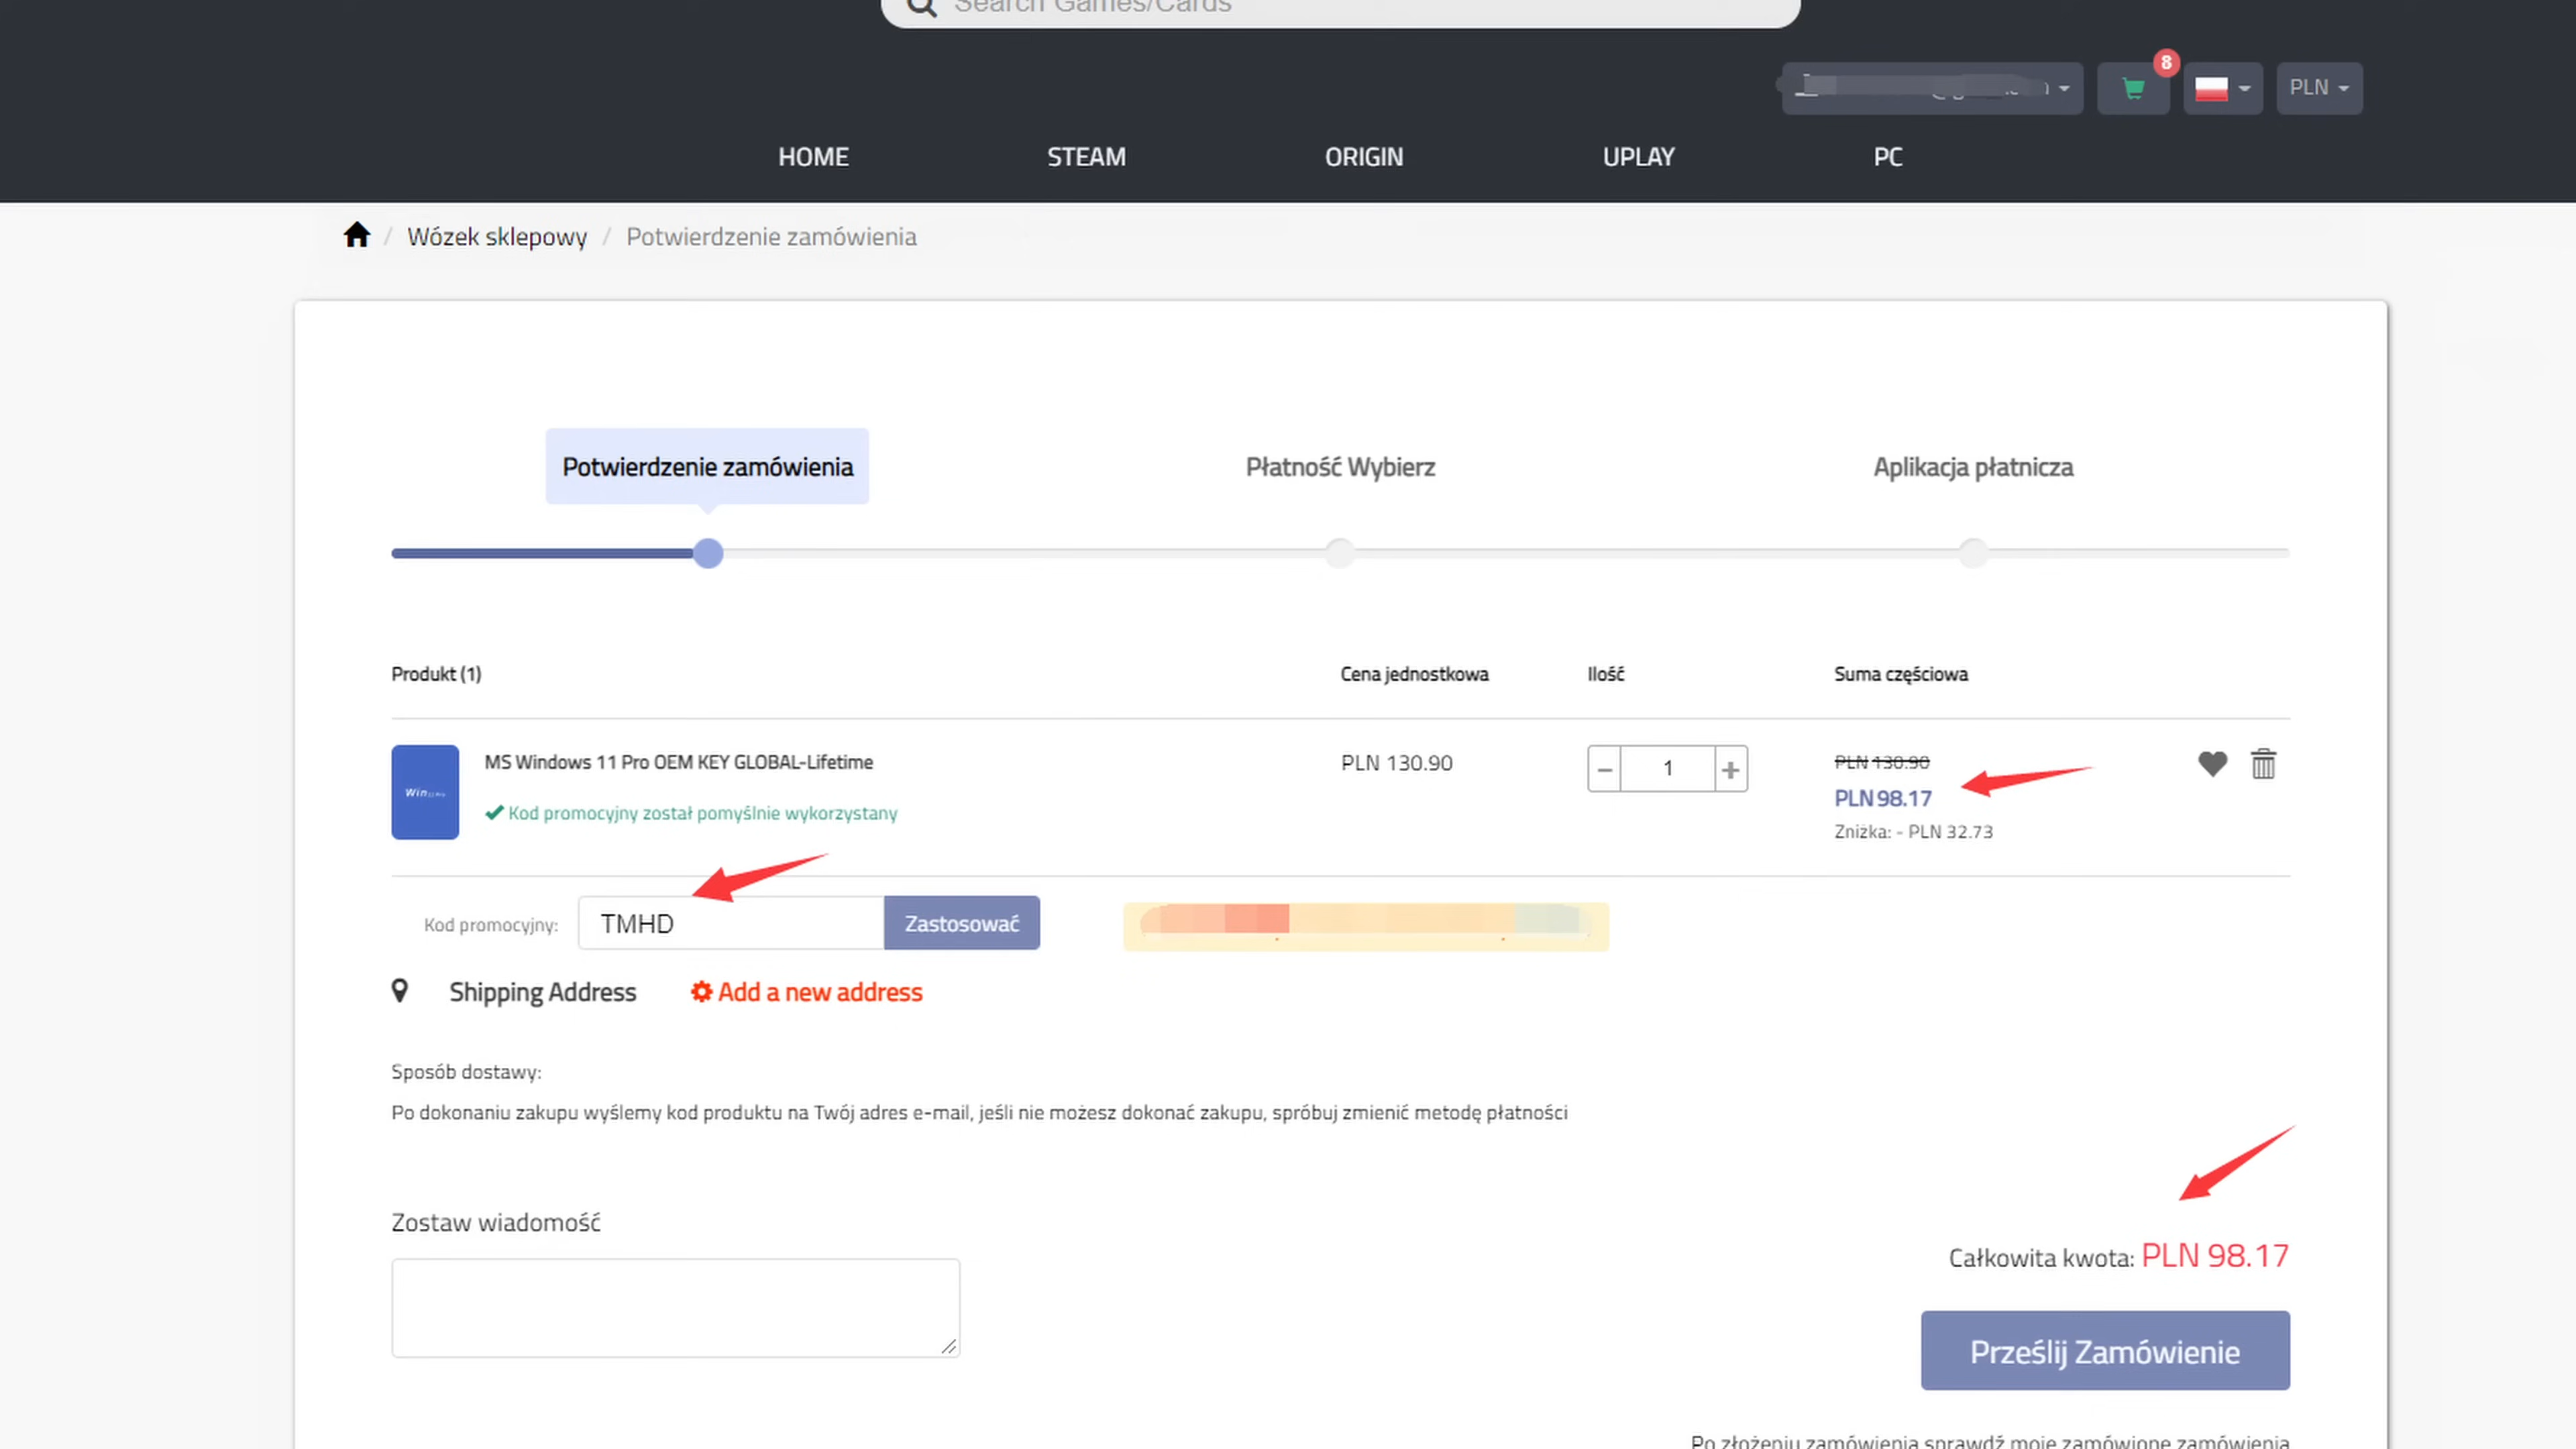 Search Games/Cards
8
PLN
HOME STEAM ORIGIN UPLAY PC
/ Wózek sklepowy / Potwierdzenie zamówienia
Potwierdzenie zamówienia Płatność Wybierz Aplikacja płatnicza
Produkt (1) Cena jednostkowa Ilość Suma częściowa
MS Windows 11 Pro OEM KEY GLOBAL-Lifetime PLN 130.90 1 PLN 130.90
Win 11 Pro
PLN 98.17
Kod promocyjny został pomyślnie wykorzystany
Zniżka: - PLN 32.73
Kod promocyjny: TMHD Zastosować
Shipping Address Add a new address
Sposób dostawy:
Po dokonaniu zakupu wyślemy kod produktu na Twój adres e-mail, jeśli nie możesz dokonać zakupu, spróbuj zmienić metodę płatności
Zostaw wiadomość
Całkowita kwota: PLN 98.17
Prześlij Zamówienie
Po złożeniu zamówienia sprawdź moje zamówione zamówienia